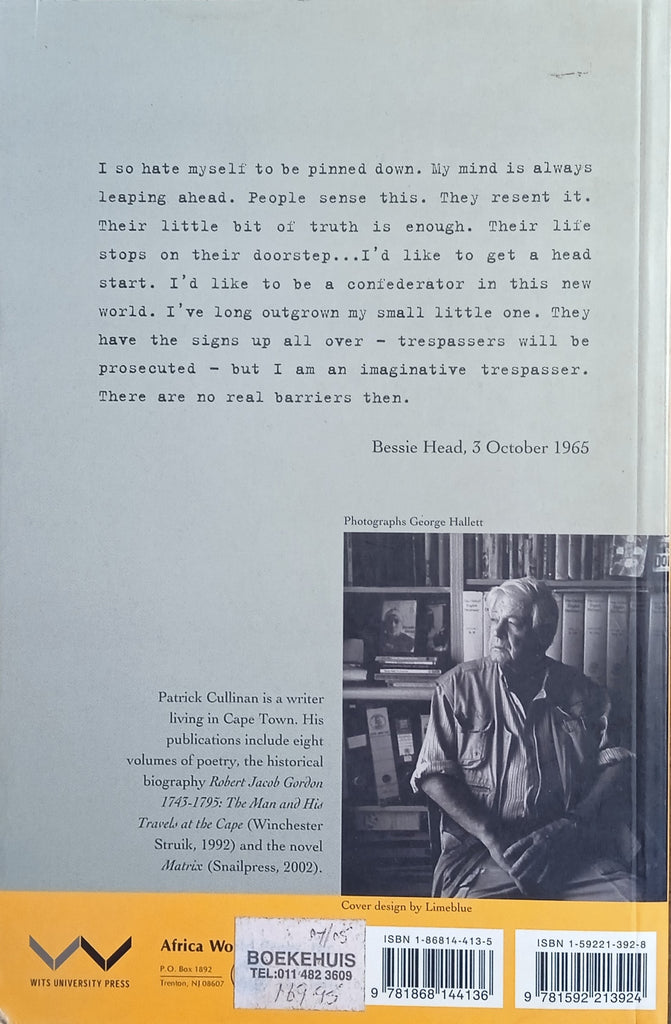 I so hate myself to be pinned down. My mind is always
leaping ahead. People sense this. They resent it.
Their little bit of truth is enough. Their life
stops on their doorstep...I'd like to get a head
start. I'd like to be a confederator in this new
world. I've long outgrown my small little one. They
have the signs up all over – trespassers will be
prosecuted – but I am an imaginative trespasser.
There are no real barriers then.
Bessie Head, 3 October 1965
Photographs George Hallett
Patrick Cullinan is a writer
living in Cape Town. His
publications include eight
volumes of poetry, the historical
biography Robert Jacob Gordon
1743-1795: The Man and His
Travels at the Cape (Winchester
Struik, 1992) and the novel
Matrix (Snailpress, 2002).
Cover design by Limeblue
WITS UNIVERSITY PRESS
Africa Wo
P.O. Box 1892
Trenton, NJ 08607
BOEKEHUIS
TEL:011 482 3609
ISBN 1-86814-413-5
9 781868 144136
ISBN 1-59221-392-8
9 781592 213924